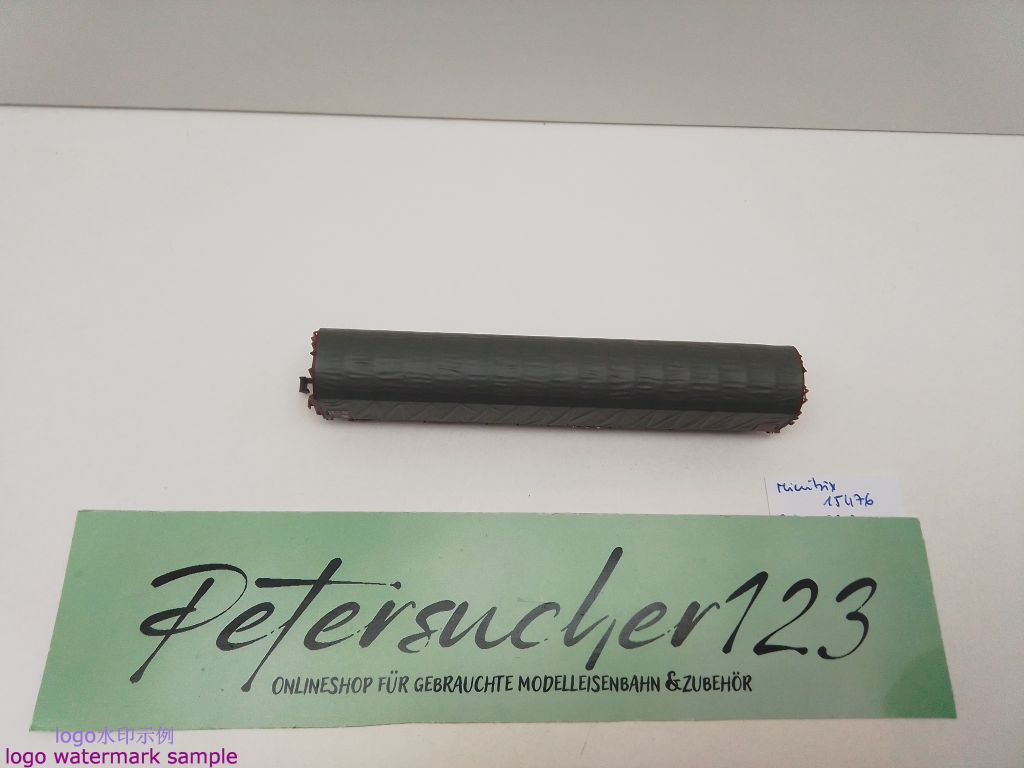 Minitrix
15476
Petersucher123
ONLINESHOP FÜR GEBRAUCHTE MODELLEISENBAHN & ZUBEHÖR
logo水印示例
logo watermark sample